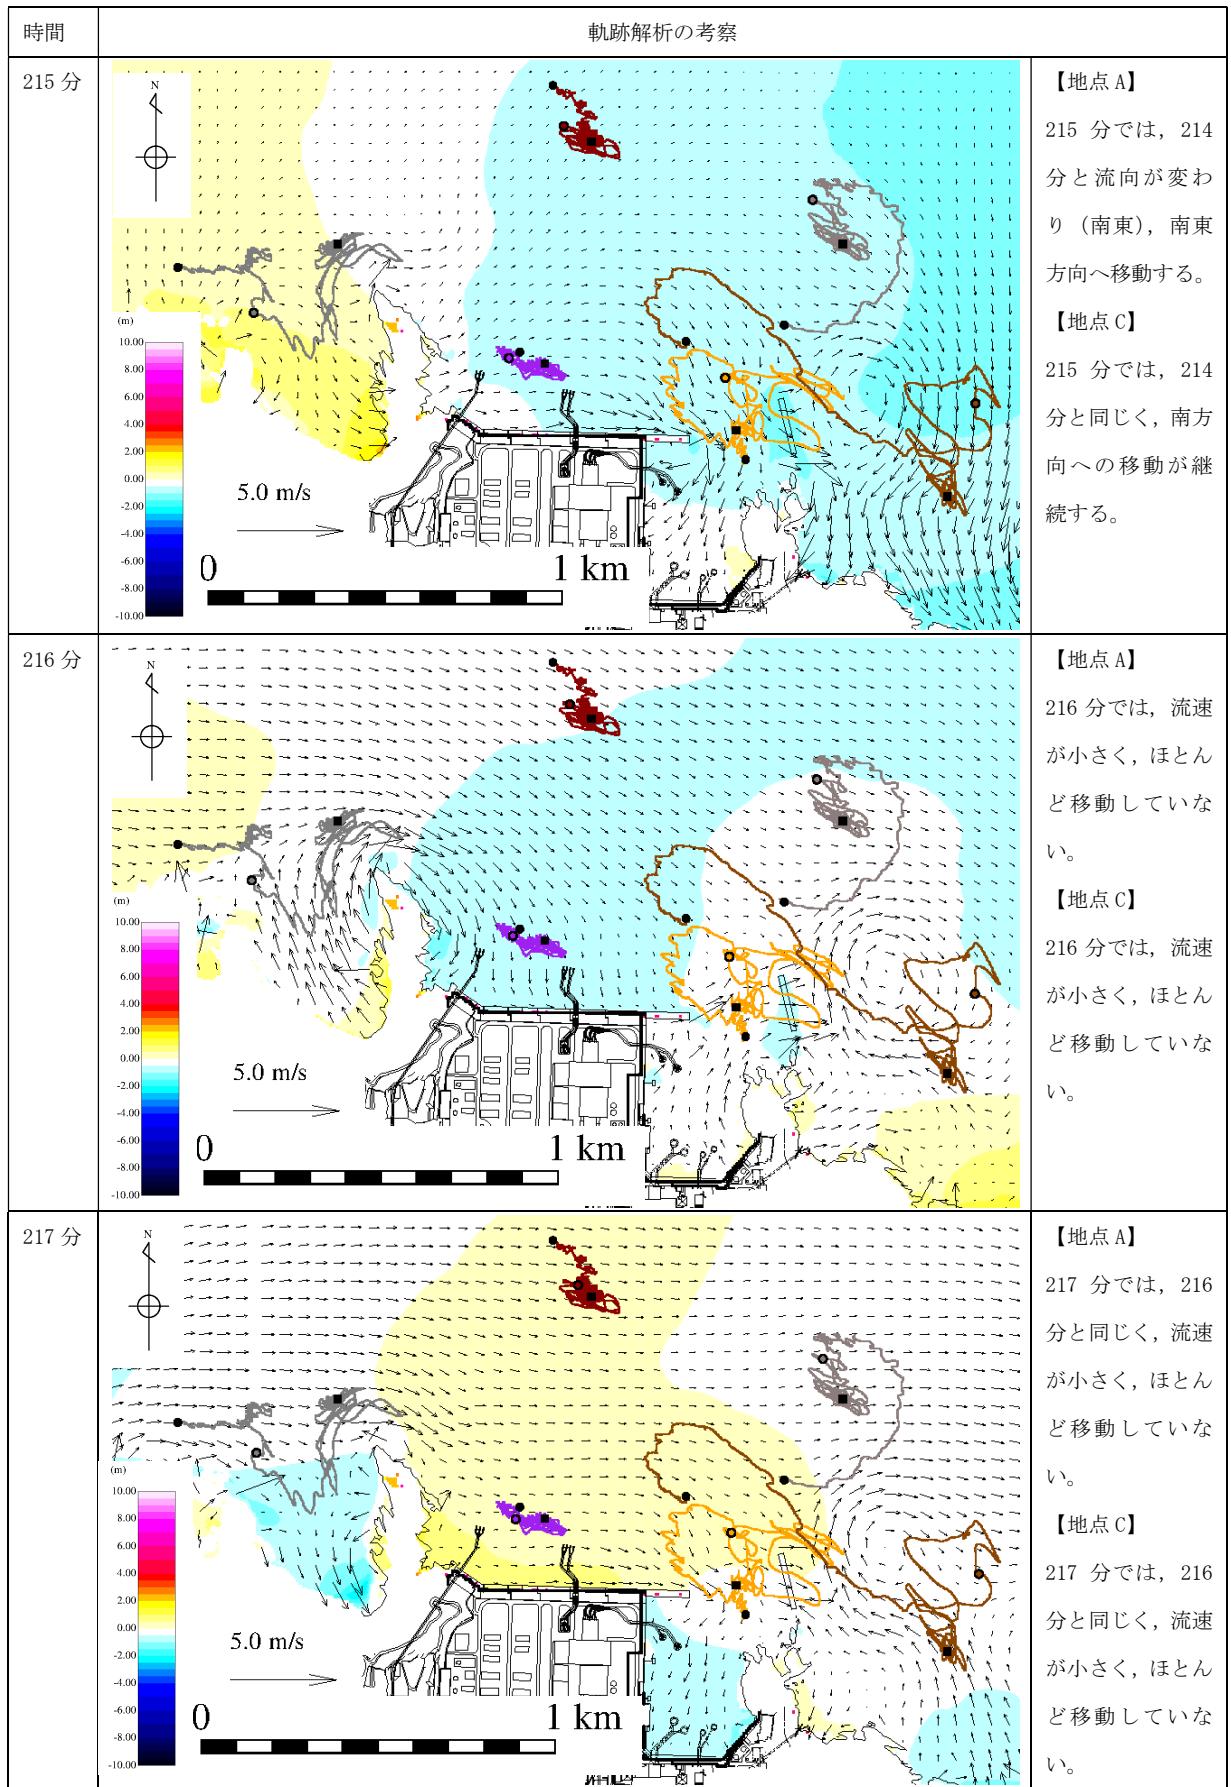 時間
軌跡解析の考察
215 分
N
(m)
10.00
8.00
6.00
4.00
2.00
0.00
-2.00
-4.00
-6.00
-8.00
-10.00
5.0 m/s
0
1 km
【地点 A】
215 分では，214
分と流向が変わ
り（南東），南東
方向へ移動する。
【地点 C】
215 分では，214
分と同じく，南方
向への移動が継
続する。
216 分
N
(m)
10.00
8.00
6.00
4.00
2.00
0.00
-2.00
-4.00
-6.00
-8.00
-10.00
5.0 m/s
0
1 km
【地点 A】
216 分では，流速
が小さく，ほとん
ど移動していな
い。
【地点 C】
216 分では，流速
が小さく，ほとん
ど移動していな
い。
217 分
N
(m)
10.00
8.00
6.00
4.00
2.00
0.00
-2.00
-4.00
-6.00
-8.00
-10.00
5.0 m/s
0
1 km
【地点 A】
217 分では，216
分と同じく，流速
が小さく，ほとん
ど移動していな
い。
【地点 C】
217 分では，216
分と同じく，流速
が小さく，ほとん
ど移動していな
い。